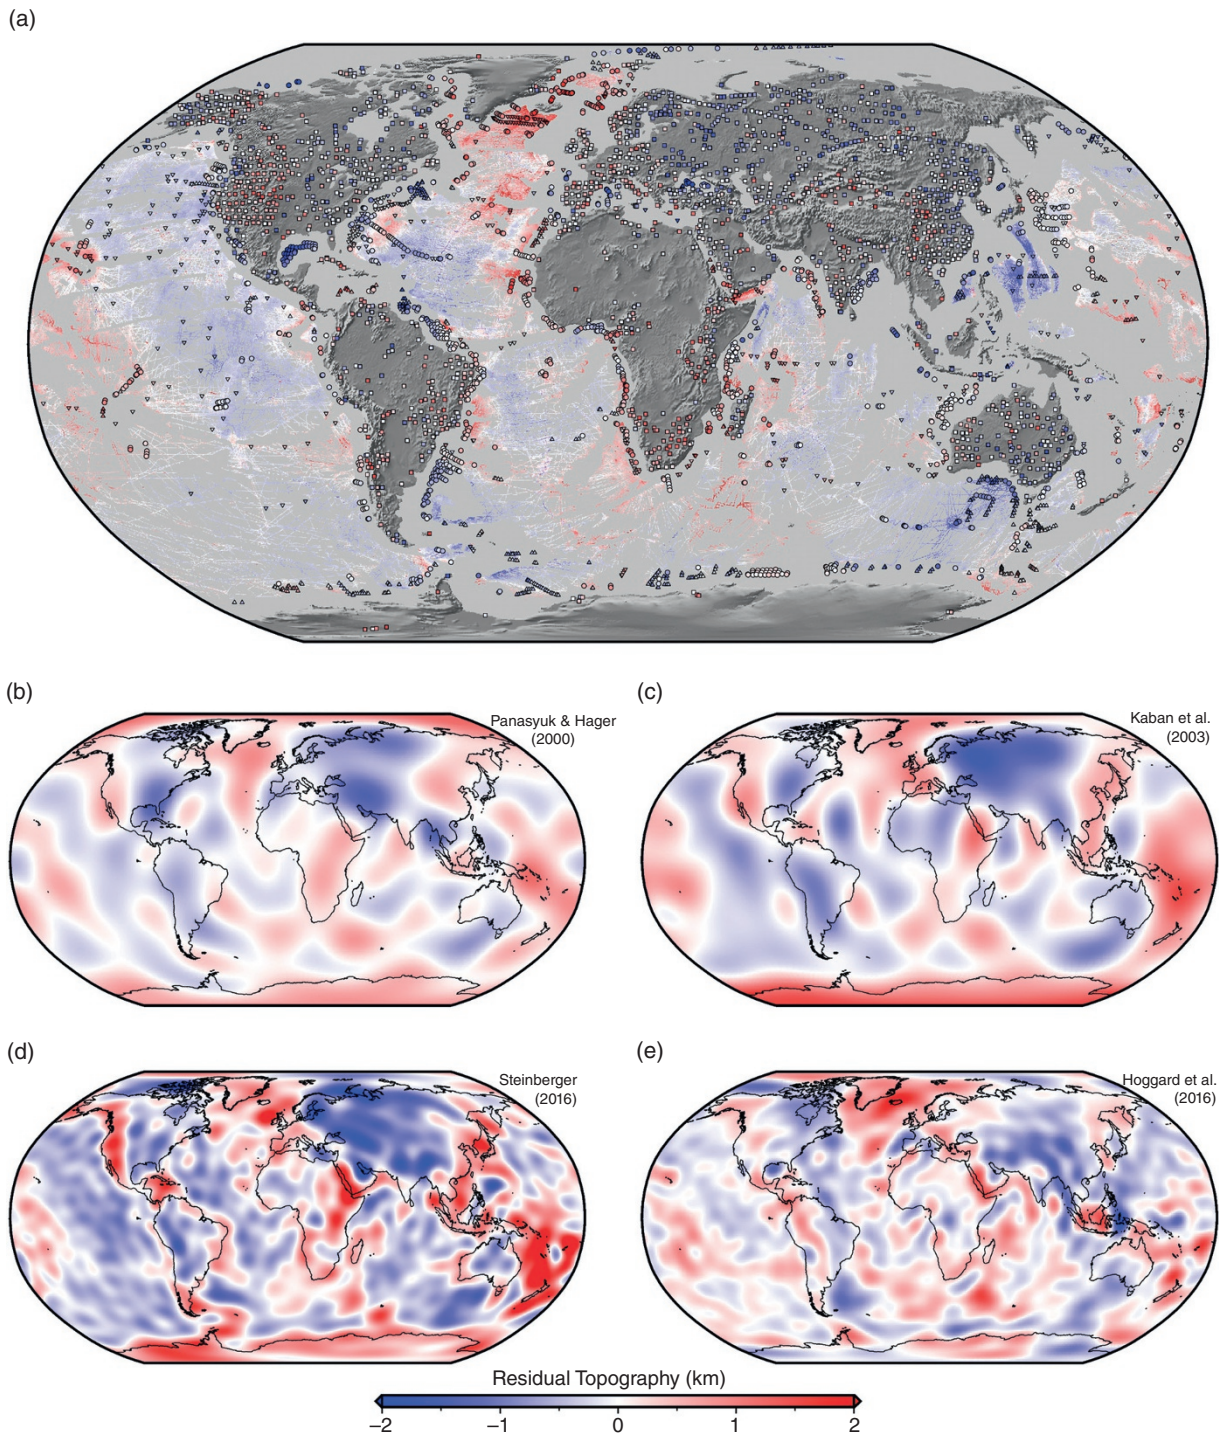 (a)
(b)
Panasyuk & Hager
(2000)
(c)
Kaban et al.
(2003)
(d)
Steinberger
(2016)
(e)
Hoggard et al.
(2016)
Residual Topography (km)
−2 −1 0 1 2